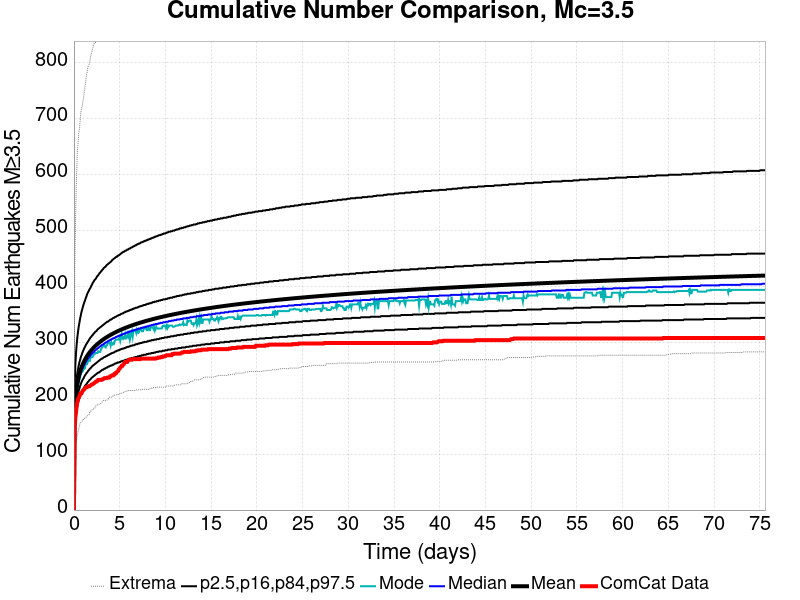 Cumulative Number Comparison, Mc=3.5
Cumulative Num Earthquakes M≥3.5
800
700
600
500
400
300
200
100
0
0 5 10 15 20 25 30 35 40 45 50 55 60 65 70 75
Time (days)
Extrema p2.5,p16,p84,p97.5 Mode Median Mean ComCat Data